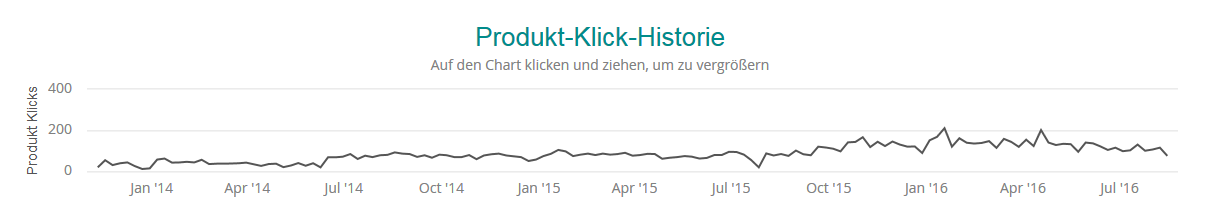 Produkt-Klick-Historie
Auf den Chart klicken und ziehen, um zu vergrößern
Produkt Klicks
400
200
0
Jan '14 Apr '14 Jul '14 Oct '14 Jan '15 Apr '15 Jul '15 Oct '15 Jan '16 Apr '16 Jul '16